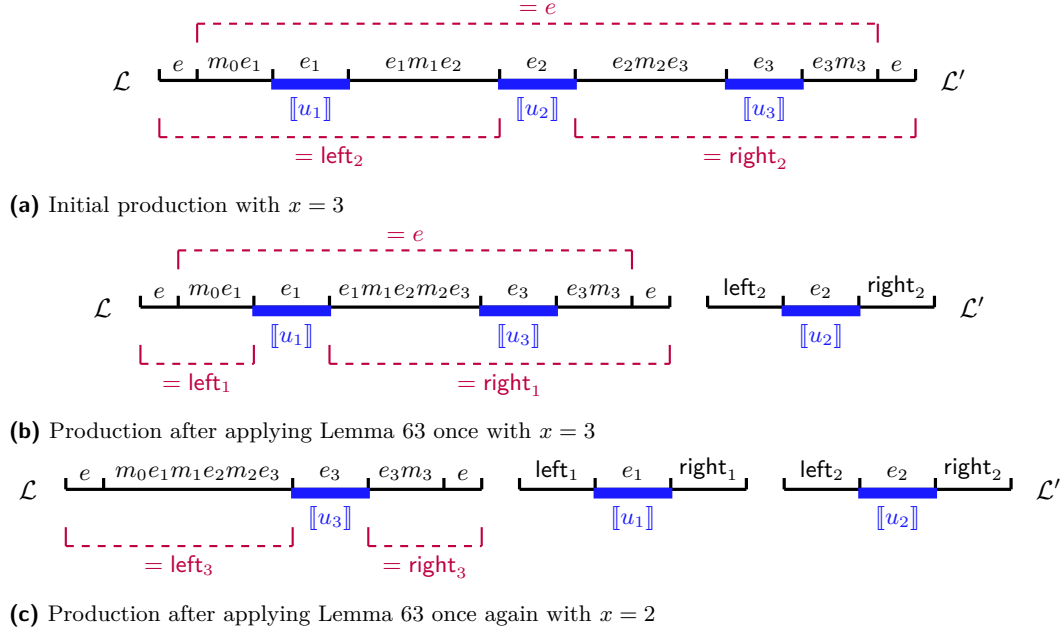 = e
ℒ e m₀e₁ e₁ e₁m₁e₂ e₂ e₂m₂e₃ e₃ e₃m₃ e ℒ′
⟦u₁⟧ ⟦u₂⟧ ⟦u₃⟧
= left₂ = right₂
(a) Initial production with x = 3
= e
ℒ e m₀e₁ e₁ e₁m₁e₂m₂e₃ e₃ e₃m₃ e left₂ e₂ right₂ ℒ′
⟦u₁⟧ ⟦u₃⟧ ⟦u₂⟧
= left₁ = right₁
(b) Production after applying Lemma 63 once with x = 3
ℒ e m₀e₁m₁e₂m₂e₃ e₃ e₃m₃ e left₁ e₁ right₁ left₂ e₂ right₂ ℒ′
⟦u₃⟧ ⟦u₁⟧ ⟦u₂⟧
= left₃ = right₃
(c) Production after applying Lemma 63 once again with x = 2